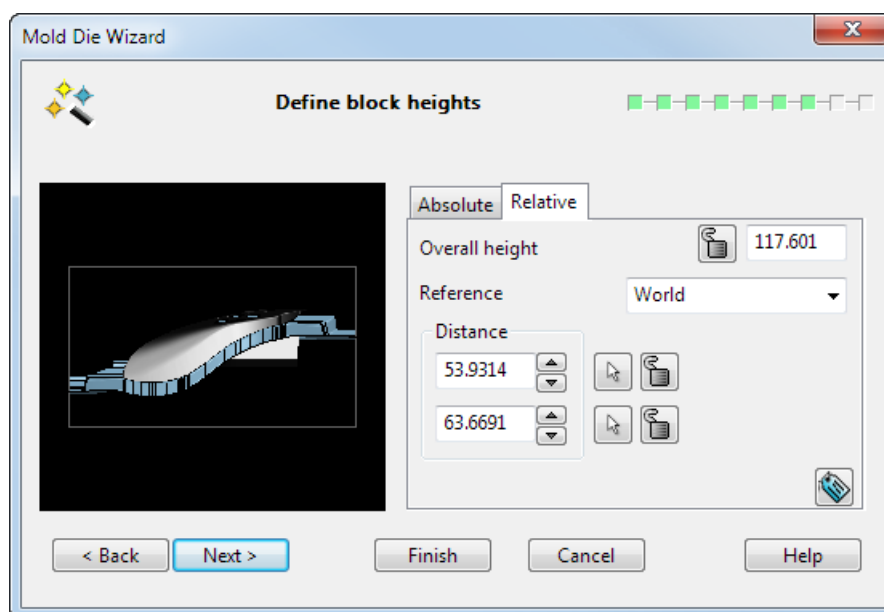 Mold Die Wizard
Define block heights
Absolute
Relative
Overall height
117.601
Reference
World
Distance
53.9314
63.6691
< Back
Next >
Finish
Cancel
Help